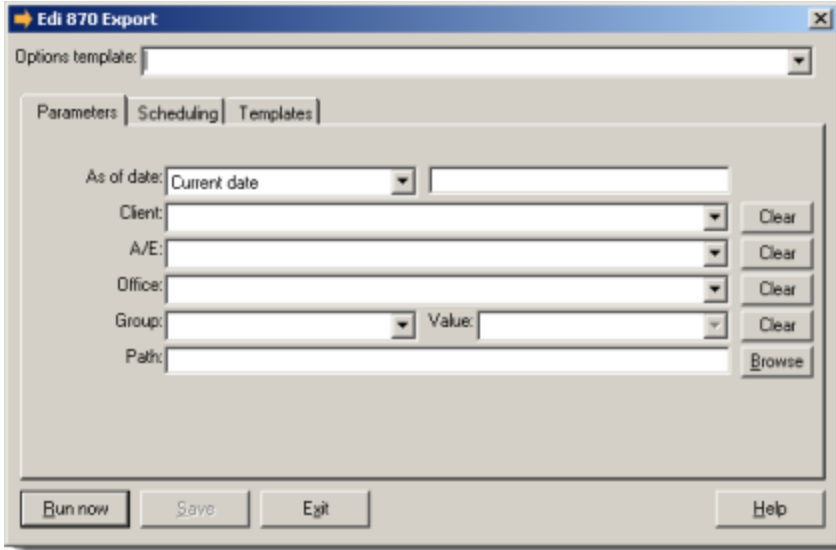 Edi 870 Export
Options template:
Parameters Scheduling Templates
As of date: Current date
Client: Clear
A/E: Clear
Office: Clear
Group: Value: Clear
Path: Browse
Run now Save Exit Help